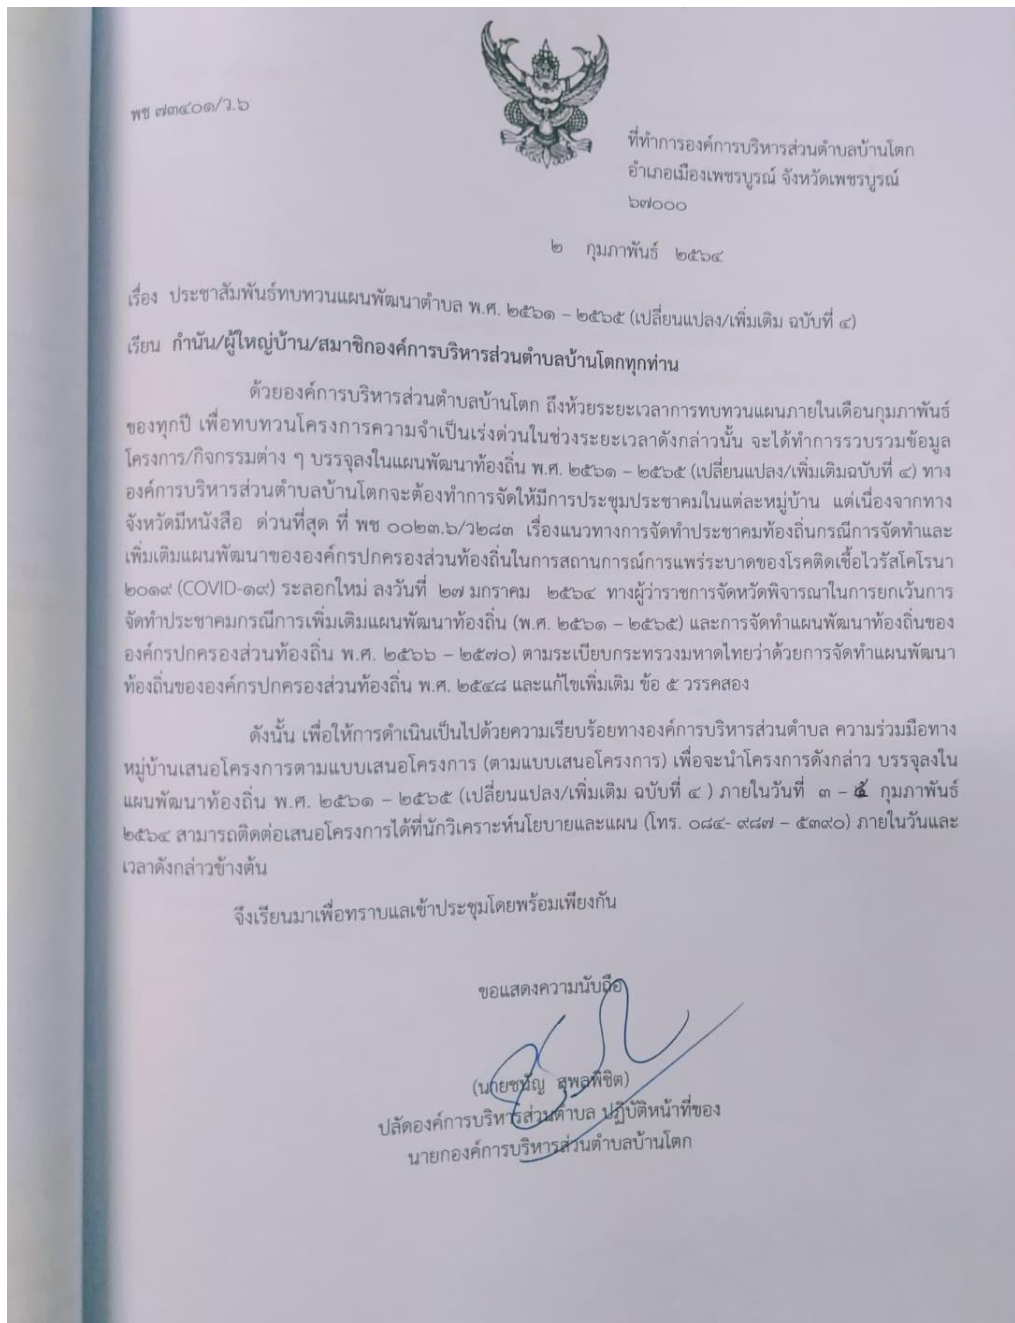 พช ๗๓๔๐๑/ว.๖
ที่ทำการองค์การบริหารส่วนตำบลบ้านโตก
อำเภอเมืองเพชรบูรณ์ จังหวัดเพชรบูรณ์
๖๗๐๐๐
๒ กุมภาพันธ์ ๒๕๖๔
เรื่อง ประชาสัมพันธ์ทบทวนแผนพัฒนาตำบล พ.ศ. ๒๕๖๑ – ๒๕๖๕ (เปลี่ยนแปลง/เพิ่มเติม ฉบับที่ ๔)
เรียน กำนัน/ผู้ใหญ่บ้าน/สมาชิกองค์การบริหารส่วนตำบลบ้านโตกทุกท่าน
ด้วยองค์การบริหารส่วนตำบลบ้านโตก ถึงห้วยระยะเวลาการทบทวนแผนภายในเดือนกุมภาพันธ์
ของทุกปี เพื่อทบทวนโครงการความจำเป็นเร่งด่วนในช่วงระยะเวลาดังกล่าวนั้น จะได้ทำการรวบรวมข้อมูล
โครงการ/กิจกรรมต่าง ๆ บรรจุลงในแผนพัฒนาท้องถิ่น พ.ศ. ๒๕๖๑ – ๒๕๖๕ (เปลี่ยนแปลง/เพิ่มเติมฉบับที่ ๔) ทาง
องค์การบริหารส่วนตำบลบ้านโตกจะต้องทำการจัดให้มีการประชุมประชาคมในแต่ละหมู่บ้าน แต่เนื่องจากทาง
จังหวัดมีหนังสือ ด่วนที่สุด ที่ พช ๐๐๒๓.๖/ว๒๘๓ เรื่องแนวทางการจัดทำประชาคมท้องถิ่นกรณีการจัดทำและ
เพิ่มเติมแผนพัฒนาขององค์กรปกครองส่วนท้องถิ่นในการสถานการณ์การแพร่ระบาดของโรคติดเชื้อไวรัสโคโรนา
๒๐๑๙ (COVID-๑๙) ระลอกใหม่ ลงวันที่ ๒๗ มกราคม ๒๕๖๔ ทางผู้ว่าราชการจัดหวัดพิจารณาในการยกเว้นการ
จัดทำประชาคมกรณีการเพิ่มเติมแผนพัฒนาท้องถิ่น (พ.ศ. ๒๕๖๑ – ๒๕๖๕) และการจัดทำแผนพัฒนาท้องถิ่นของ
องค์กรปกครองส่วนท้องถิ่น พ.ศ. ๒๕๖๖ – ๒๕๗๐) ตามระเบียบกระทรวงมหาดไทยว่าด้วยการจัดทำแผนพัฒนา
ท้องถิ่นขององค์กรปกครองส่วนท้องถิ่น พ.ศ. ๒๕๔๘ และแก้ไขเพิ่มเติม ข้อ ๕ วรรคสอง
ดังนั้น เพื่อให้การดำเนินเป็นไปด้วยความเรียบร้อยทางองค์การบริหารส่วนตำบล ความร่วมมือทาง
หมู่บ้านเสนอโครงการตามแบบเสนอโครงการ (ตามแบบเสนอโครงการ) เพื่อจะนำโครงการดังกล่าว บรรจุลงใน
แผนพัฒนาท้องถิ่น พ.ศ. ๒๕๖๑ – ๒๕๖๕ (เปลี่ยนแปลง/เพิ่มเติม ฉบับที่ ๔ ) ภายในวันที่ ๓ – ๕ กุมภาพันธ์
๒๕๖๔ สามารถติดต่อเสนอโครงการได้ที่นักวิเคราะห์นโยบายและแผน (โทร. ๐๘๔- ๙๘๗ – ๕๓๙๐) ภายในวันและ
เวลาดังกล่าวข้างต้น
จึงเรียนมาเพื่อทราบแลเข้าประชุมโดยพร้อมเพียงกัน
ขอแสดงความนับถือ
(นายชนัญ สุพลพิชิต)
ปลัดองค์การบริหารส่วนตำบล ปฏิบัติหน้าที่ของ
นายกองค์การบริหารส่วนตำบลบ้านโตก